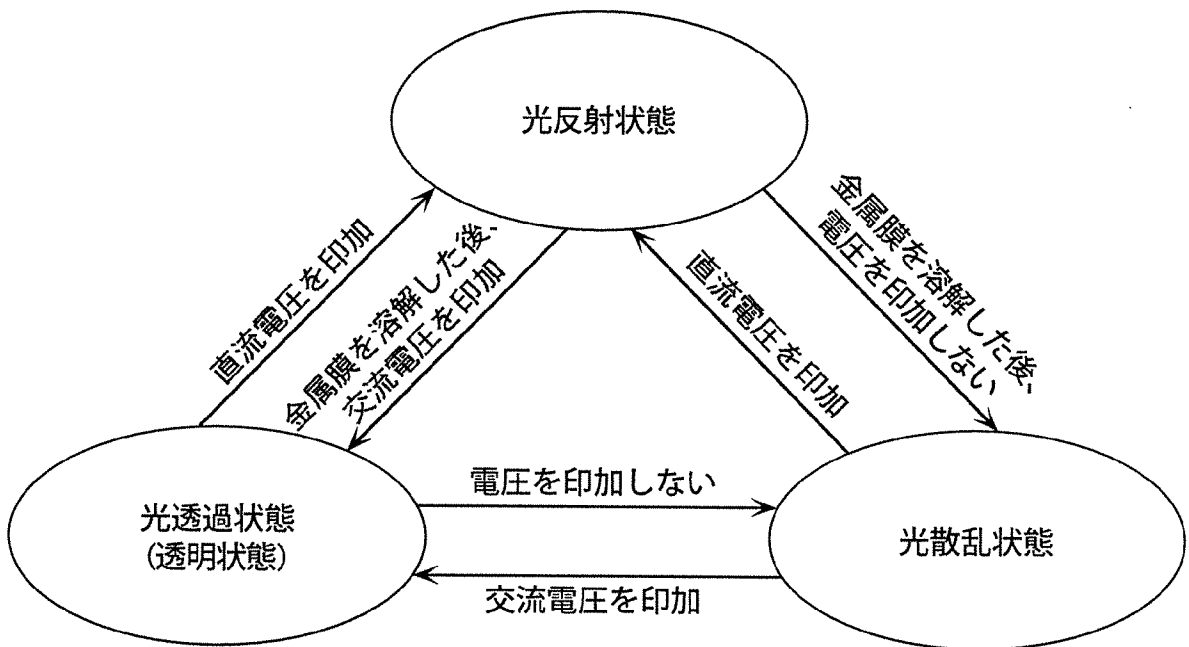 光反射状態
直流電圧を印加
金属膜を溶解した後、
交流電圧を印加
直流電圧を印加
金属膜を溶解した後、
電圧を印加しない
光透過状態
(透明状態)
電圧を印加しない
交流電圧を印加
光散乱状態